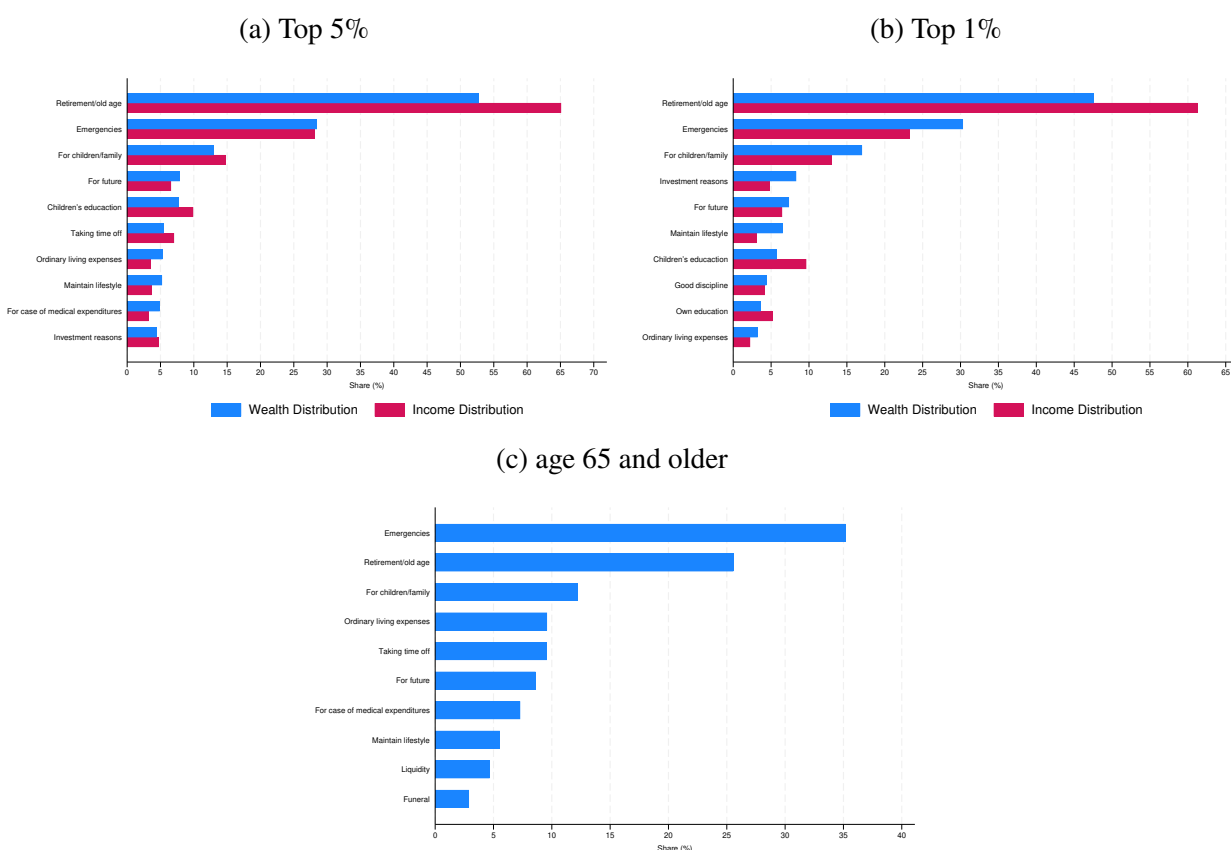 (a) Top 5%
Retirement/old age
Emergencies
For children/family
For future
Children's educaction
Taking time off
Ordinary living expenses
Maintain lifestyle
For case of medical expenditures
Investment reasons
0 5 10 15 20 25 30 35 40 45 50 55 60 65 70
Share (%)
Wealth Distribution Income Distribution
(b) Top 1%
Retirement/old age
Emergencies
For children/family
Investment reasons
For future
Maintain lifestyle
Children's educaction
Good discipline
Own education
Ordinary living expenses
0 5 10 15 20 25 30 35 40 45 50 55 60 65
Share (%)
Wealth Distribution Income Distribution
(c) age 65 and older
Emergencies
Retirement/old age
For children/family
Ordinary living expenses
Taking time off
For future
For case of medical expenditures
Maintain lifestyle
Liquidity
Funeral
0 5 10 15 20 25 30 35 40
Share (%)